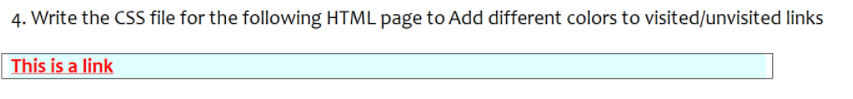 4. Write the CSS file for the following HTML page to Add different colors to visited/unvisited links
This is a link